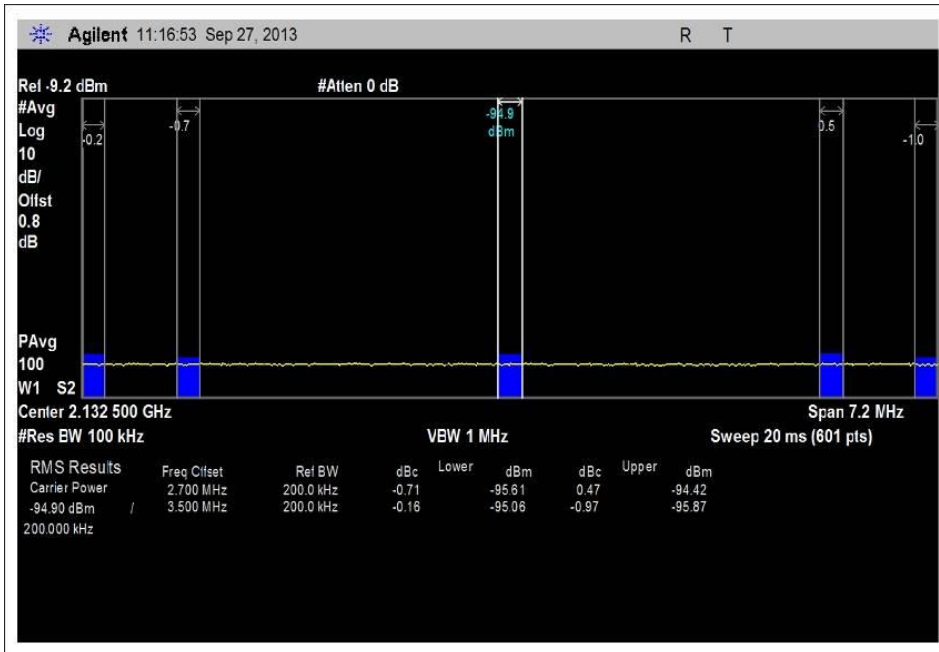 Agilent 11:16:53 Sep 27, 2013 R T
Ref -9.2 dBm #Atten 0 dB
#Avg
Log
10
dB/
Offst
0.8
dB
-0.2 -0.7 -94.9 dBm 0.5 -1.0
PAvg
100
W1 S2
Center 2.132 500 GHz Span 7.2 MHz
#Res BW 100 kHz VBW 1 MHz Sweep 20 ms (601 pts)
RMS Results Freq Offset Ref BW dBc Lower dBm dBc Upper dBm
Carrier Power 2.700 MHz 200.0 kHz -0.71 -95.61 0.47 -94.42
-94.90 dBm / 3.500 MHz 200.0 kHz -0.16 -95.06 -0.97 -95.87
200.000 kHz